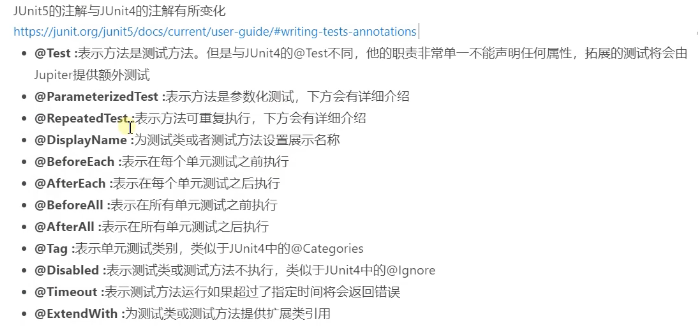 JUnit5的注解与JUnit4的注解有所变化
https://junit.org/junit5/docs/current/user-guide/#writing-tests-annotations
• @Test :表示方法是测试方法。但是与JUnit4的@Test不同，他的职责非常单一不能声明任何属性，拓展的测试将会由
Jupiter提供额外测试
• @ParameterizedTest :表示方法是参数化测试，下方会有详细介绍
• @RepeatedTest :表示方法可重复执行，下方会有详细介绍
• @DisplayName :为测试类或者测试方法设置展示名称
• @BeforeEach :表示在每个单元测试之前执行
• @AfterEach :表示在每个单元测试之后执行
• @BeforeAll :表示在所有单元测试之前执行
• @AfterAll :表示在所有单元测试之后执行
• @Tag :表示单元测试类别，类似于JUnit4中的@Categories
• @Disabled :表示测试类或测试方法不执行，类似于JUnit4中的@Ignore
• @Timeout :表示测试方法运行如果超过了指定时间将会返回错误
• @ExtendWith :为测试类或测试方法提供扩展类引用